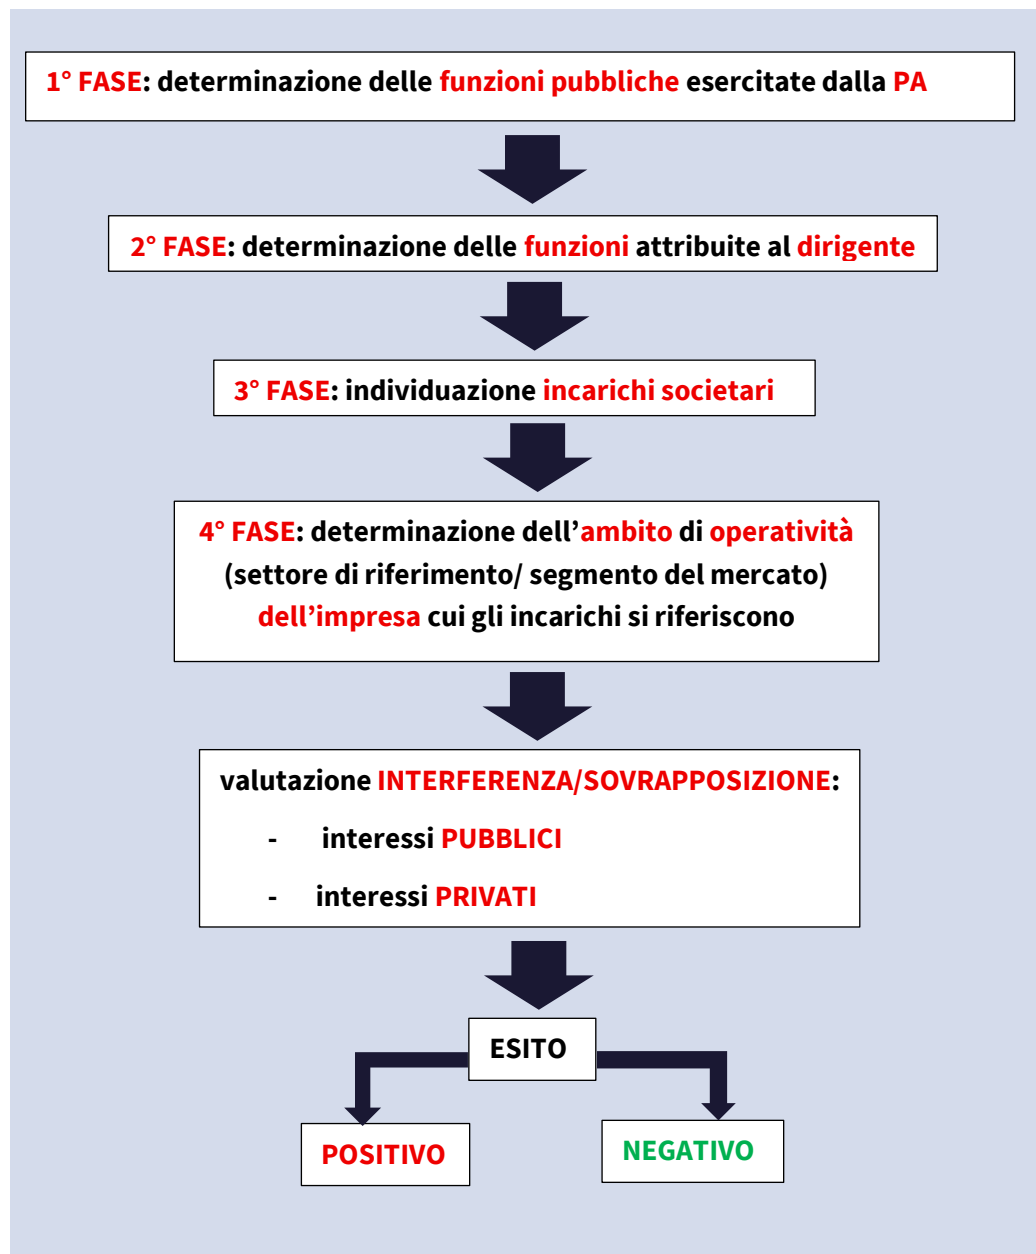 1° FASE: determinazione delle funzioni pubbliche esercitate dalla PA
2° FASE: determinazione delle funzioni attribuite al dirigente
3° FASE: individuazione incarichi societari
4° FASE: determinazione dell’ambito di operatività
(settore di riferimento/ segmento del mercato)
dell’impresa cui gli incarichi si riferiscono
valutazione INTERFERENZA/SOVRAPPOSIZIONE:
- interessi PUBBLICI
- interessi PRIVATI
ESITO
POSITIVO
NEGATIVO